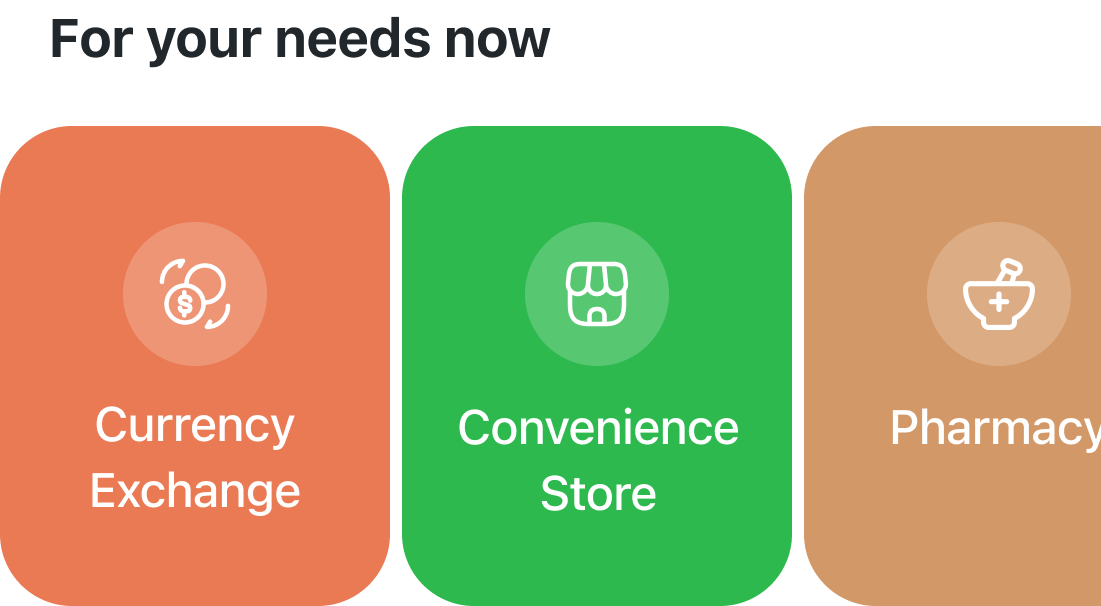 For your needs now
Currency
Exchange
Convenience
Store
Pharmacy
$